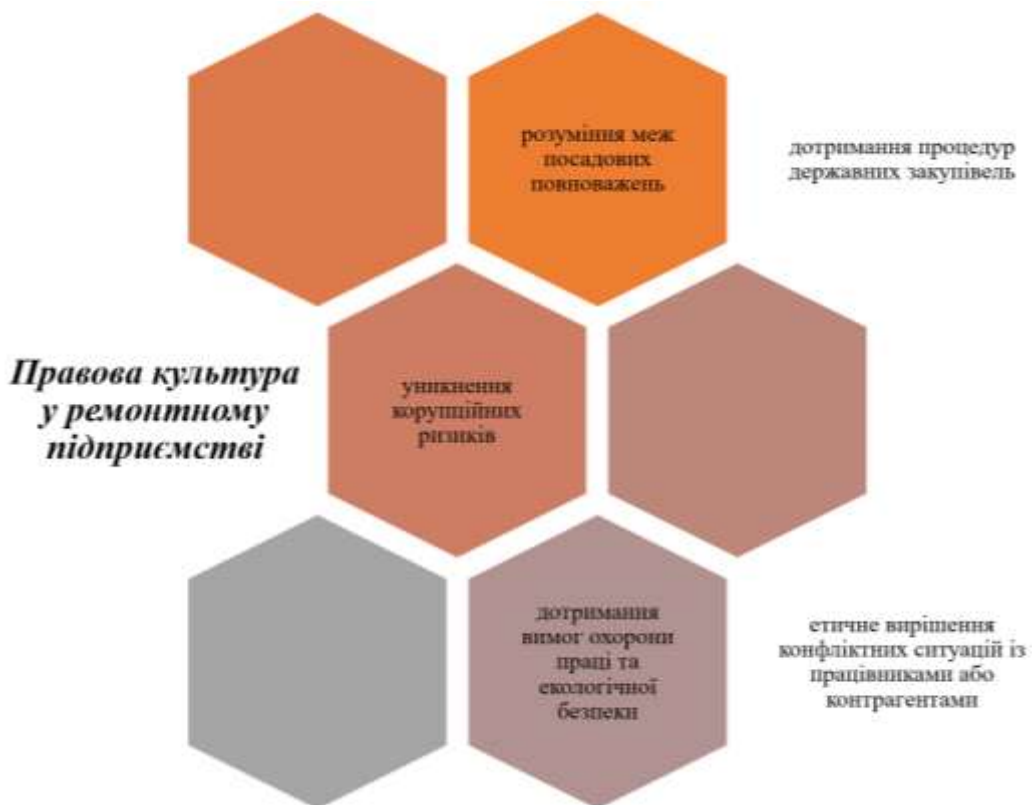 розуміння меж
посадових
повноважень
дотримання процедур
державних закупівель
Правова культура
у ремонтному
підприємстві
уникнення
корупційних
ризиків
дотримання
вимог охорони
праці та
екологічної
безпеки
етичне вирішення
конфліктних ситуацій із
працівниками або
контрагентами